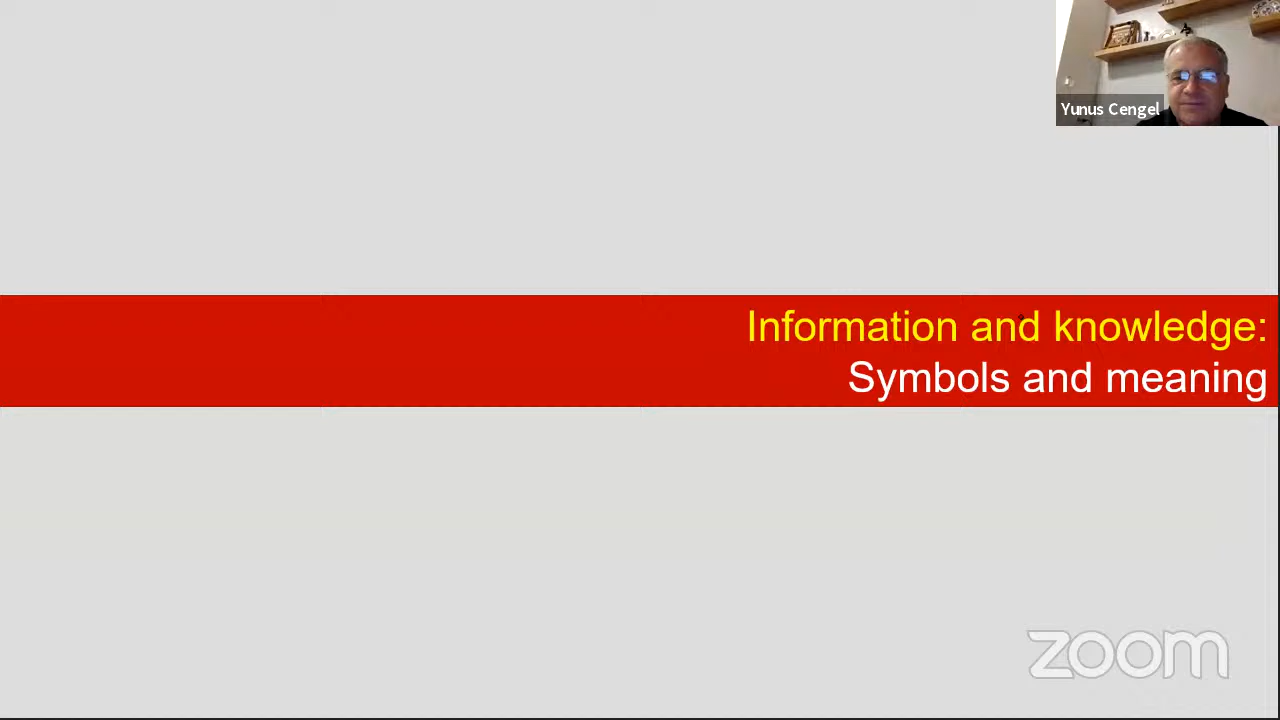 Yunus Cengel
Information and knowledge:
Symbols and meaning
zoom